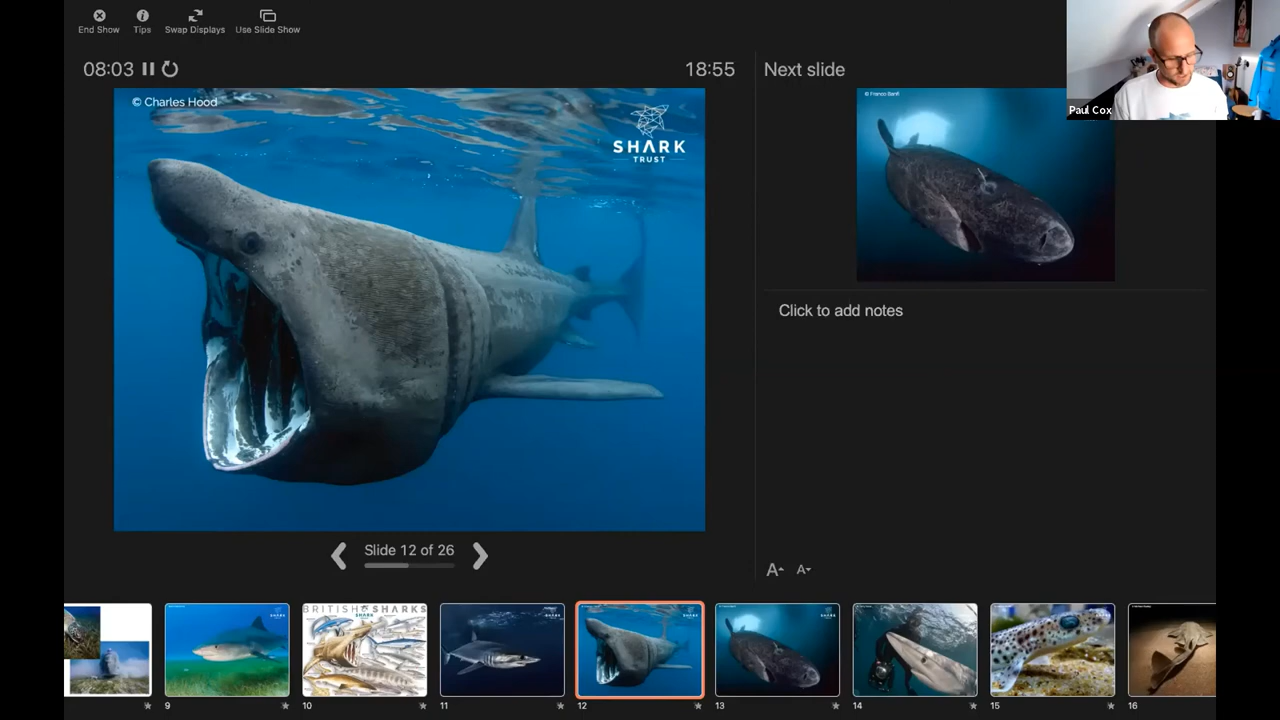 End Show
Tips
Swap Displays
Use Slide Show
08:03
18:55
Next slide
© Charles Hood
SHARK
TRUST
© Franco Banfi
Paul Cox
Click to add notes
Slide 12 of 26
A
A
BRITISH SHARKS
9
10
11
12
13
14
15
16